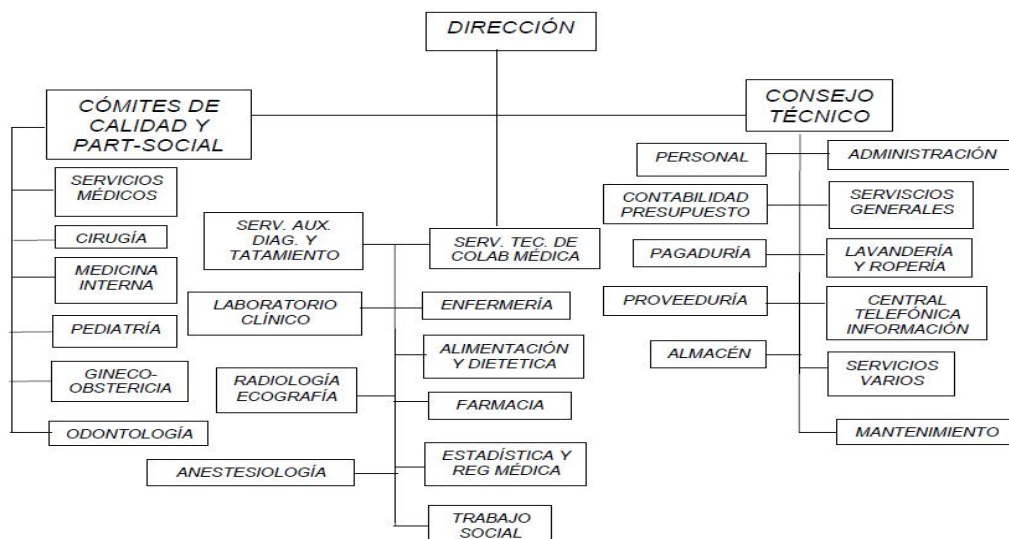 DIRECCIÓN
CÓMITES DE
CALIDAD Y
PART-SOCIAL
SERVICIOS
MÉDICOS
CIRUGÍA
MEDICINA
INTERNA
PEDIATRÍA
GINECO-
OBSTERICIA
ODONTOLOGÍA
SERV. AUX.
DIAG. Y
TATAMIENTO
SERV. TEC. DE
COLAB MÉDICA
LABORATORIO
CLÍNICO
ENFERMERÍA
ALIMENTACIÓN
Y DIETETICA
RADIOLOGÍA
ECOGRAFÍA
FARMACIA
ANESTESIOLOGÍA
ESTADÍSTICA Y
REG MÉDICA
TRABAJO
SOCIAL
CONSEJO
TÉCNICO
PERSONAL
ADMINISTRACIÓN
CONTABILIDAD
PRESUPUESTO
SERVISCIOS
GENERALES
PAGADURÍA
LAVANDERÍA
Y ROPERÍA
PROVEEDURÍA
CENTRAL
TELEFÓNICA
INFORMACIÓN
ALMACÉN
SERVICIOS
VARIOS
MANTENIMIENTO